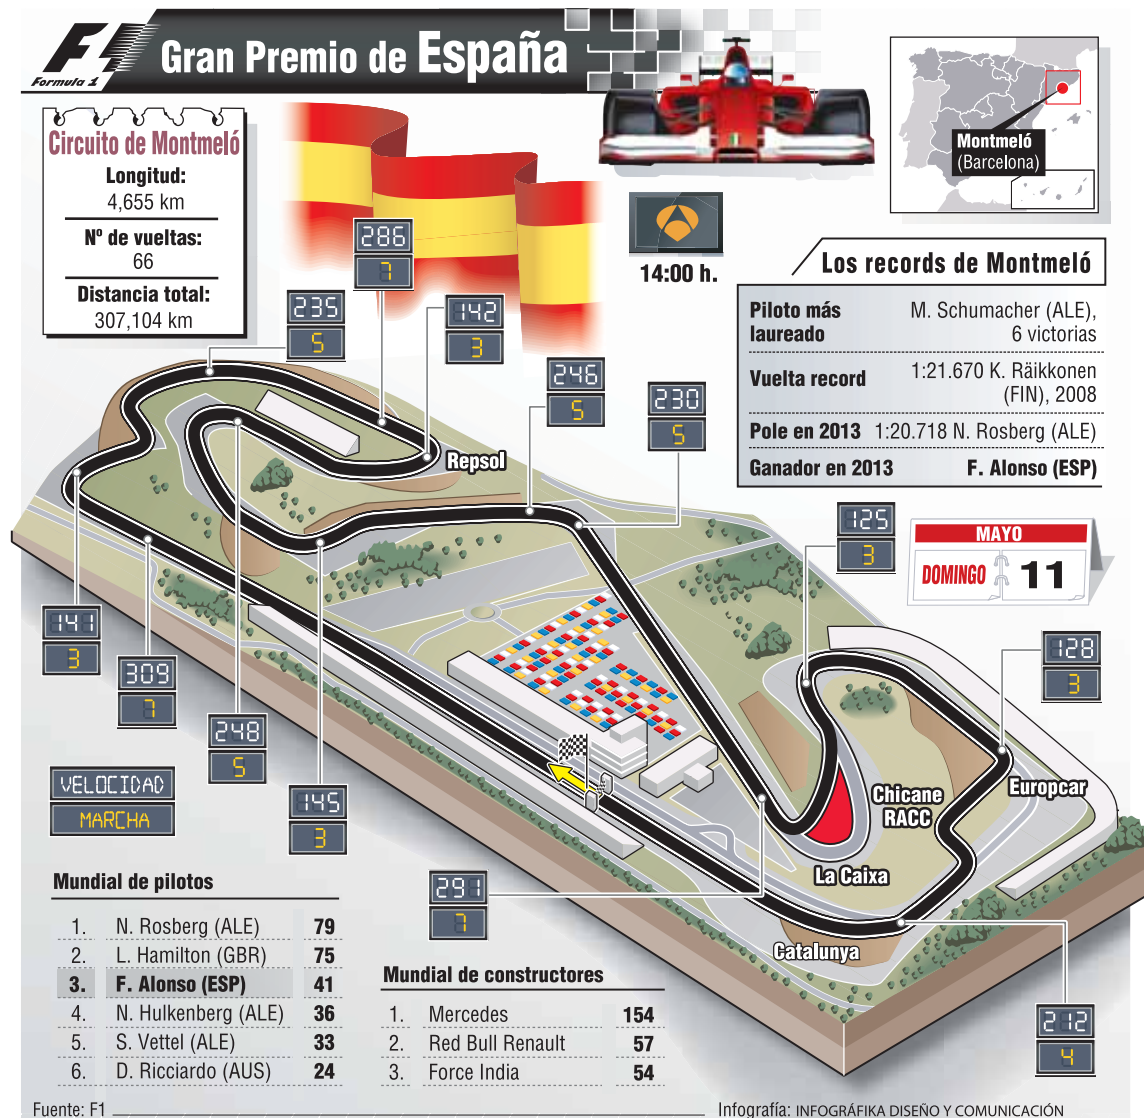 F1
Formula 1
Gran Premio de España
Circuito de Montmeló
Longitud:
4,655 km
Nº de vueltas:
66
Distancia total:
307,104 km
14:00 h.
Montmeló
(Barcelona)
Los records de Montmeló
Piloto más laureado
M. Schumacher (ALE),
6 victorias
Vuelta record
1:21.670 K. Räikkonen
(FIN), 2008
Pole en 2013 1:20.718 N. Rosberg (ALE)
Ganador en 2013 F. Alonso (ESP)
MAYO
DOMINGO 11
286
7
235
5
142
3
246
5
230
5
125
3
128
3
141
3
309
7
248
5
145
3
291
7
212
4
Repsol
Europcar
Chicane
RACC
La Caixa
Catalunya
VELOCIDAD
MARCHA
Mundial de pilotos
1. N. Rosberg (ALE) 79
2. L. Hamilton (GBR) 75
3. F. Alonso (ESP) 41
4. N. Hulkenberg (ALE) 36
5. S. Vettel (ALE) 33
6. D. Ricciardo (AUS) 24
Mundial de constructores
1. Mercedes 154
2. Red Bull Renault 57
3. Force India 54
Fuente: F1
Infografía: INFOGRÁFIKA DISEÑO Y COMUNICACIÓN